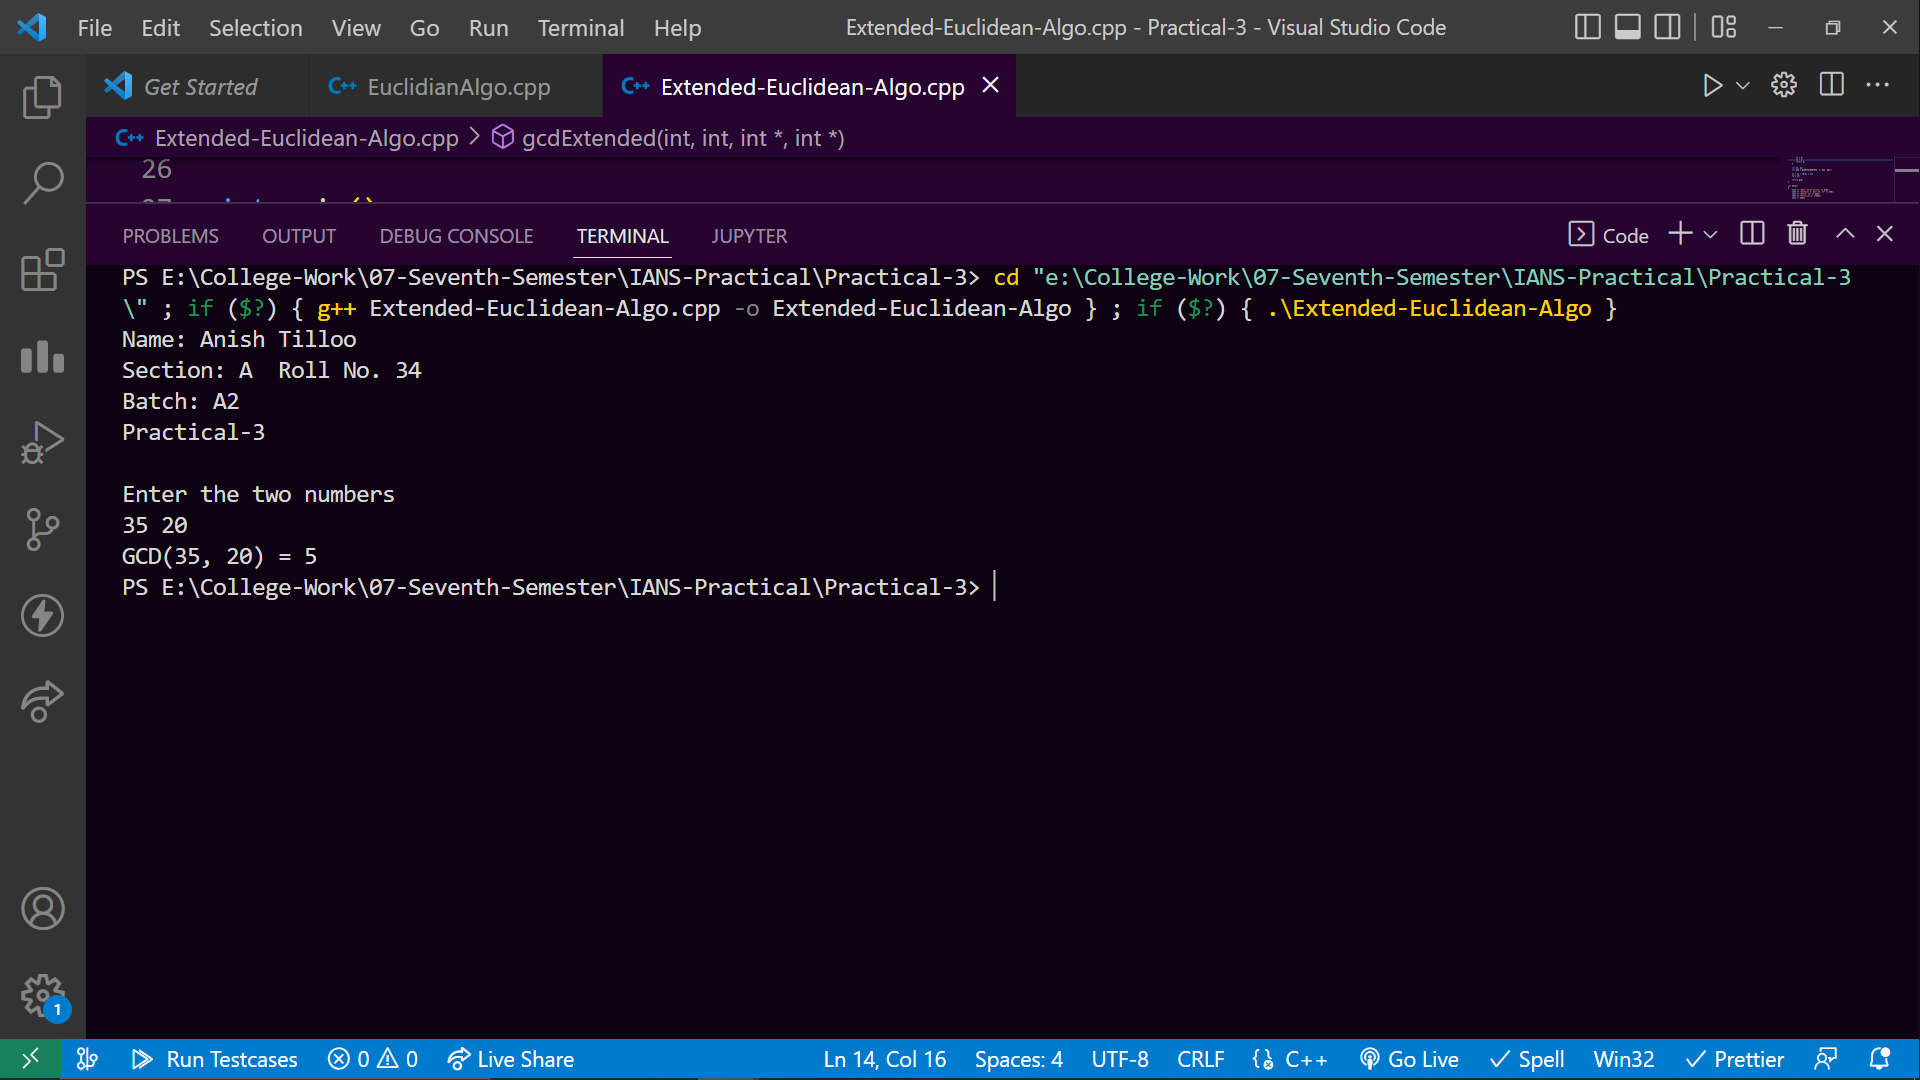 File Edit Selection View Go Run Terminal Help Extended-Euclidean-Algo.cpp - Practical-3 - Visual Studio Code
Get Started C++ EuclidianAlgo.cpp C++ Extended-Euclidean-Algo.cpp
C++ Extended-Euclidean-Algo.cpp > gcdExtended(int, int, int *, int *)
26
PROBLEMS OUTPUT DEBUG CONSOLE TERMINAL JUPYTER Code
PS E:\College-Work\07-Seventh-Semester\IANS-Practical\Practical-3> cd "e:\College-Work\07-Seventh-Semester\IANS-Practical\Practical-3
\" ; if ($?) { g++ Extended-Euclidean-Algo.cpp -o Extended-Euclidean-Algo } ; if ($?) { .\Extended-Euclidean-Algo }
Name: Anish Tilloo
Section: A  Roll No. 34
Batch: A2
Practical-3
Enter the two numbers
35 20
GCD(35, 20) = 5
PS E:\College-Work\07-Seventh-Semester\IANS-Practical\Practical-3>
1
Run Testcases 0 0 Live Share Ln 14, Col 16 Spaces: 4 UTF-8 CRLF C++ Go Live Spell Win32 Prettier